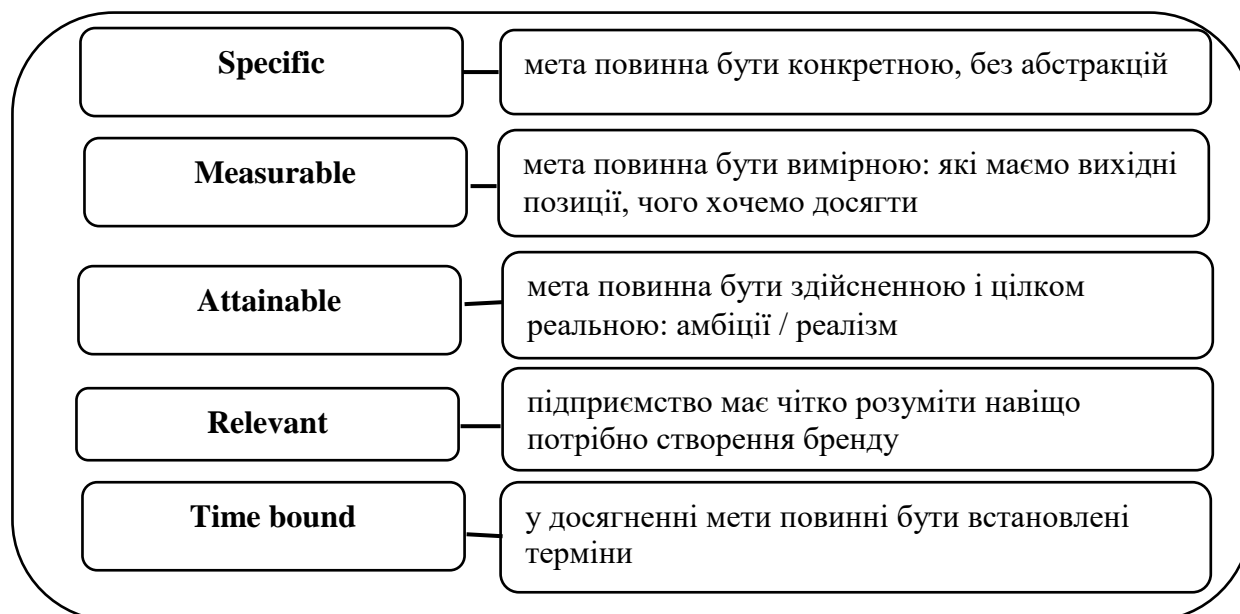 Specific
мета повинна бути конкретною, без абстракцій
Measurable
мета повинна бути вимірною: які маємо вихідні
позиції, чого хочемо досягти
Attainable
мета повинна бути здійсненною і цілком
реальною: амбіції / реалізм
Relevant
підприємство має чітко розуміти навіщо
потрібно створення бренду
Time bound
у досягненні мети повинні бути встановлені
терміни